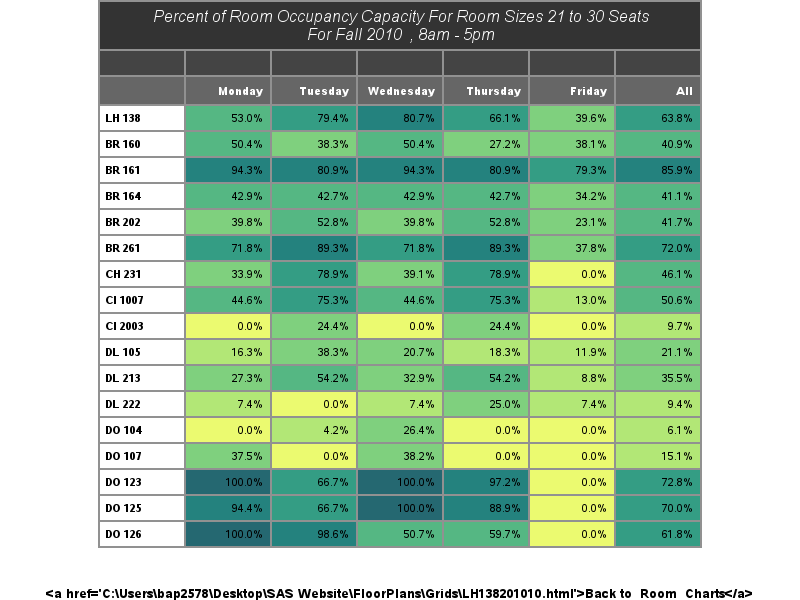 Percent of Room Occupancy Capacity For Room Sizes 21 to 30 Seats
For Fall 2010 , 8am - 5pm
Monday Tuesday Wednesday Thursday Friday All
LH 138 53.0% 79.4% 80.7% 66.1% 39.6% 63.8%
BR 160 50.4% 38.3% 50.4% 27.2% 38.1% 40.9%
BR 161 94.3% 80.9% 94.3% 80.9% 79.3% 85.9%
BR 164 42.9% 42.7% 42.9% 42.7% 34.2% 41.1%
BR 202 39.8% 52.8% 39.8% 52.8% 23.1% 41.7%
BR 261 71.8% 89.3% 71.8% 89.3% 37.8% 72.0%
CH 231 33.9% 78.9% 39.1% 78.9% 0.0% 46.1%
CI 1007 44.6% 75.3% 44.6% 75.3% 13.0% 50.6%
CI 2003 0.0% 24.4% 0.0% 24.4% 0.0% 9.7%
DL 105 16.3% 38.3% 20.7% 18.3% 11.9% 21.1%
DL 213 27.3% 54.2% 32.9% 54.2% 8.8% 35.5%
DL 222 7.4% 0.0% 7.4% 25.0% 7.4% 9.4%
DO 104 0.0% 4.2% 26.4% 0.0% 0.0% 6.1%
DO 107 37.5% 0.0% 38.2% 0.0% 0.0% 15.1%
DO 123 100.0% 66.7% 100.0% 97.2% 0.0% 72.8%
DO 125 94.4% 66.7% 100.0% 88.9% 0.0% 70.0%
DO 126 100.0% 98.6% 50.7% 59.7% 0.0% 61.8%
<a href='C:\Users\bap2578\Desktop\SAS Website\FloorPlans\Grids\LH138201010.html'>Back to Room Charts</a>